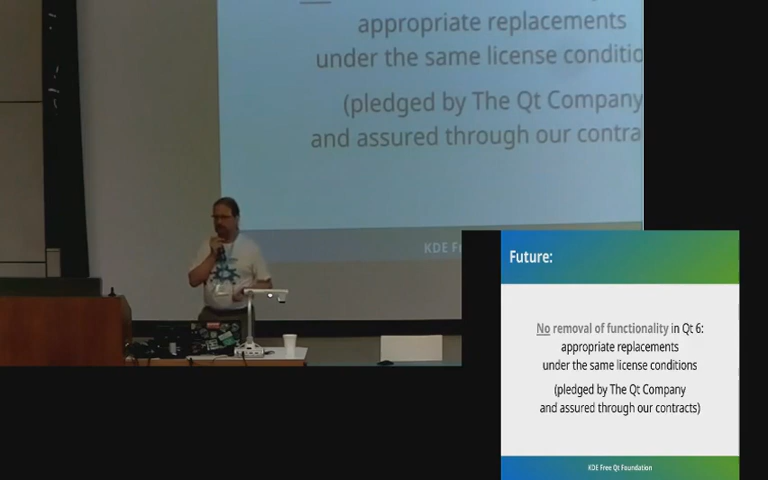 appropriate replacements
under the same license conditio
(pledged by The Qt Company
and assured through our contra
KDE F
Future:
No removal of functionality in Qt 6:
appropriate replacements
under the same license conditions
(pledged by The Qt Company
and assured through our contracts)
KDE Free Qt Foundation